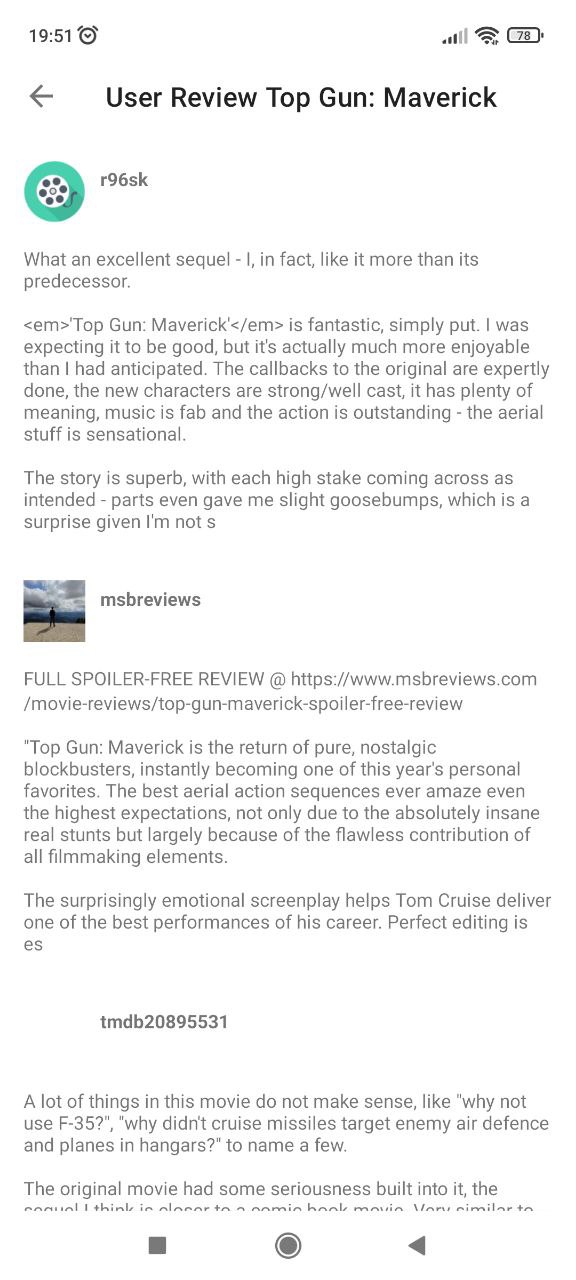 19:51
78
User Review Top Gun: Maverick
r96sk
What an excellent sequel - I, in fact, like it more than its
predecessor.
<em>'Top Gun: Maverick'</em> is fantastic, simply put. I was
expecting it to be good, but it's actually much more enjoyable
than I had anticipated. The callbacks to the original are expertly
done, the new characters are strong/well cast, it has plenty of
meaning, music is fab and the action is outstanding - the aerial
stuff is sensational.
The story is superb, with each high stake coming across as
intended - parts even gave me slight goosebumps, which is a
surprise given I'm not s
msbreviews
FULL SPOILER-FREE REVIEW @ https://www.msbreviews.com
/movie-reviews/top-gun-maverick-spoiler-free-review
"Top Gun: Maverick is the return of pure, nostalgic
blockbusters, instantly becoming one of this year's personal
favorites. The best aerial action sequences ever amaze even
the highest expectations, not only due to the absolutely insane
real stunts but largely because of the flawless contribution of
all filmmaking elements.
The surprisingly emotional screenplay helps Tom Cruise deliver
one of the best performances of his career. Perfect editing is
es
tmdb20895531
A lot of things in this movie do not make sense, like "why not
use F-35?", "why didn't cruise missiles target enemy air defence
and planes in hangars?" to name a few.
The original movie had some seriousness built into it, the
sequel I think is closer to a comic book movie. Very similar to